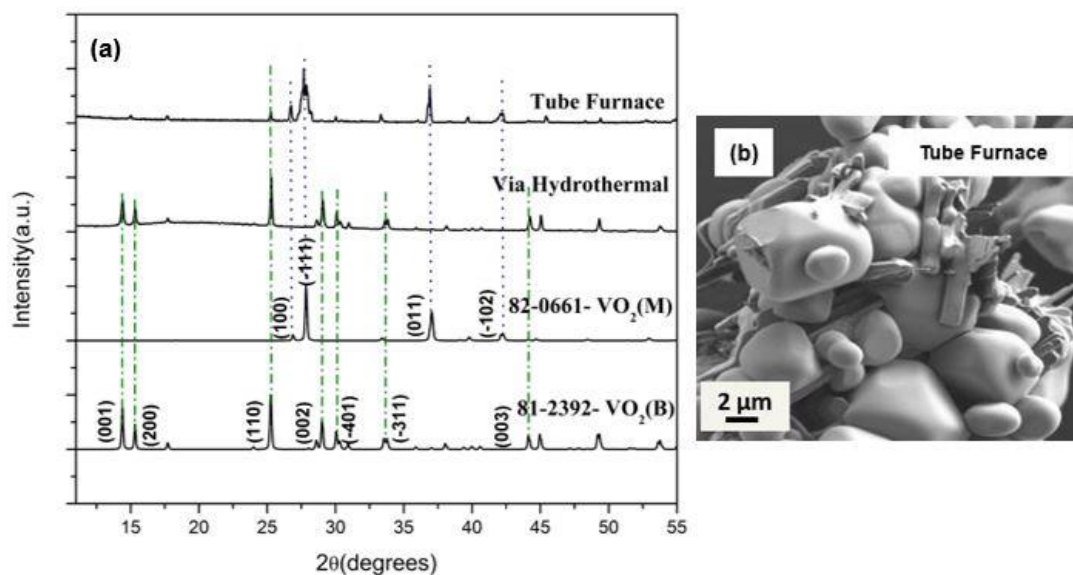 (a)
Tube Furnace
Via Hydrothermal
82-0661- VO₂(M)
(100)
(-111)
(011)
(-102)
81-2392- VO₂(B)
(001)
(200)
(110)
(002)
(-401)
(-311)
(003)
Intensity(a.u.)
15 20 25 30 35 40 45 50 55
2θ(degrees)
(b)
Tube Furnace
2 µm